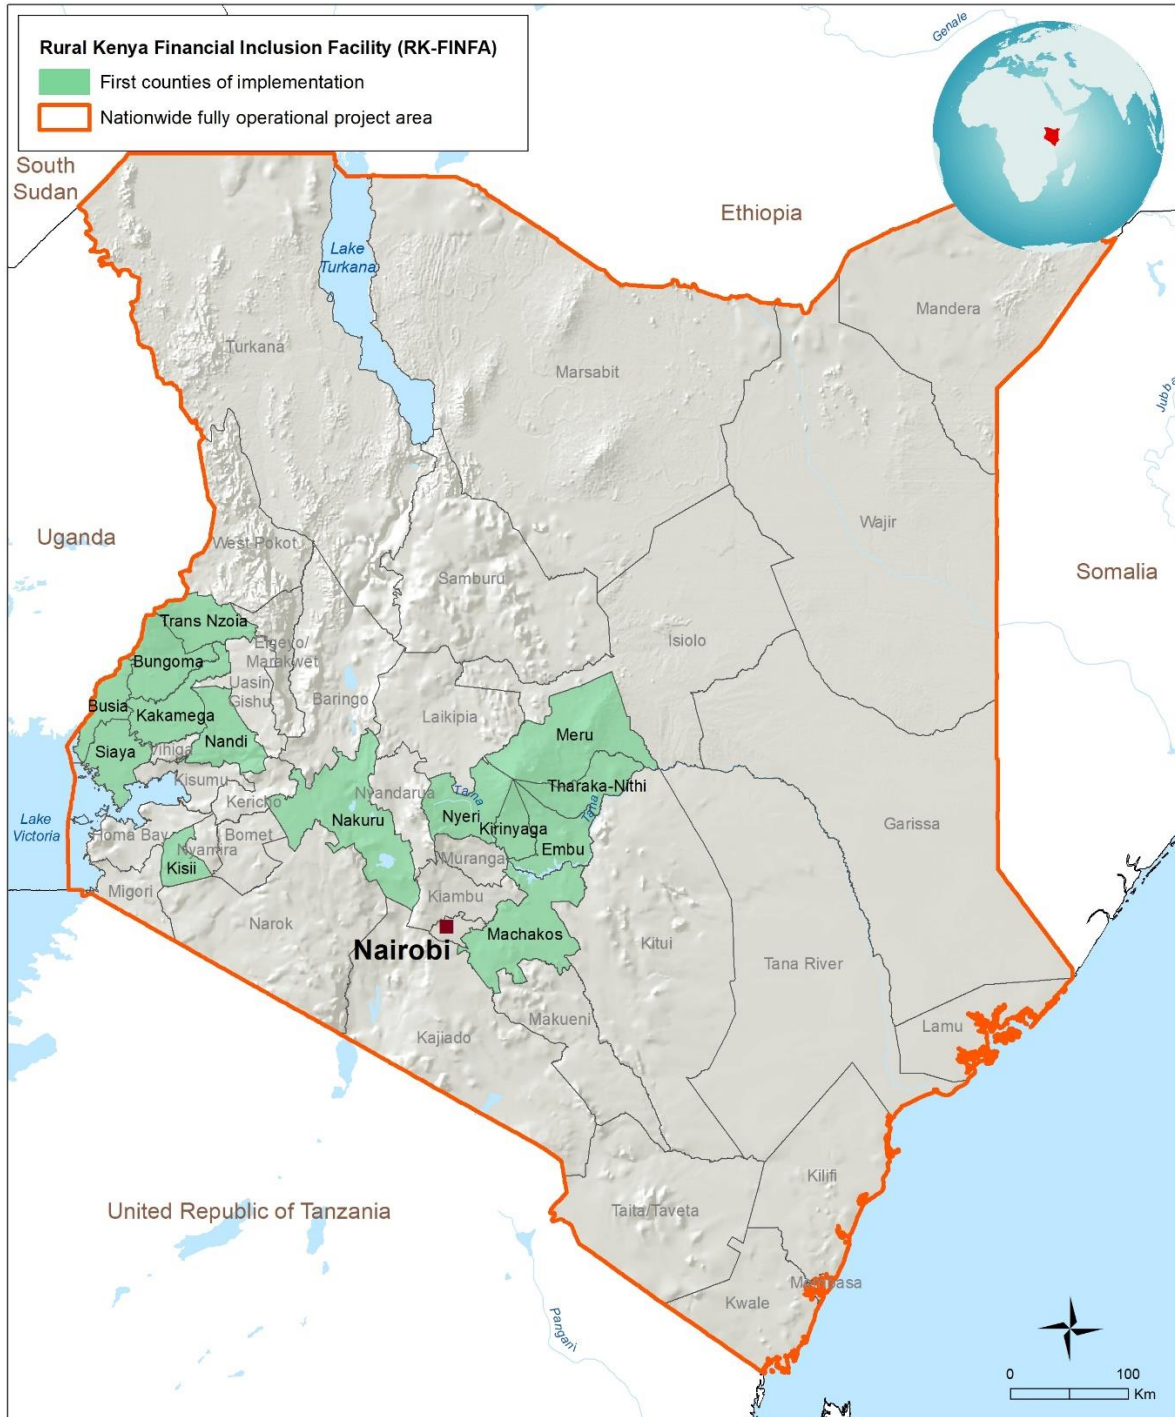 Rural Kenya Financial Inclusion Facility (RK-FINFA)
First counties of implementation
Nationwide fully operational project area
Genale
South
Sudan
Ethiopia
Lake
Turkana
Mandera
Turkana
Marsabit
Jubba
Uganda
West Pokot
Wajir
Samburu
Somalia
Trans Nzoia
Elgeyo/
Marakwet
Isiolo
Bungoma
Uasin
Gishu
Baringo
Busia
Kakamega
Laikipia
Nandi
Meru
Siaya
Vihiga
Kisumu
Tharaka-Nithi
Kericho
Nyandarua
Tana
Tana
Lake
Victoria
Nakuru
Nyeri
Kirinyaga
Garissa
Homa Bay
Bomet
Nyamira
Muranga
Embu
Kisii
Migori
Kiambu
Narok
Machakos
Nairobi
Kitui
Tana River
Makueni
Lamu
Kajiado
Kilifi
United Republic of Tanzania
Taita/Taveta
Mombasa
Kwale
Pangani
0 100
Km